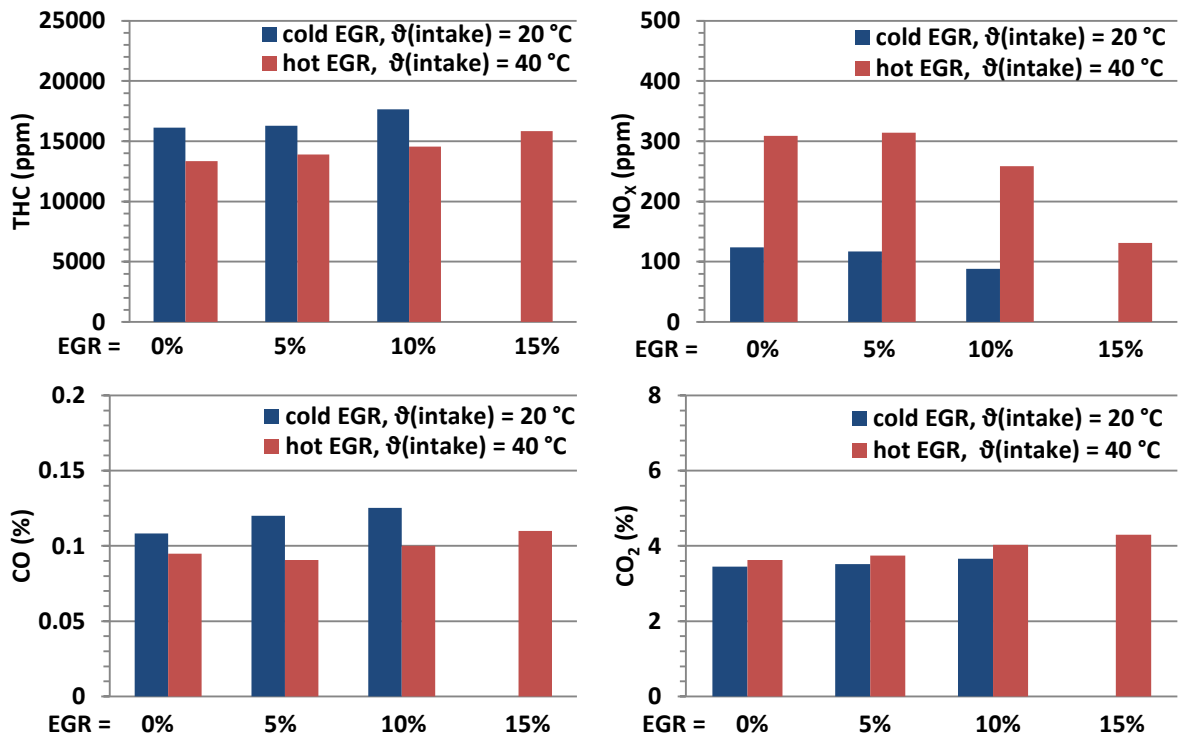 25000
20000
15000
10000
5000
0
THC (ppm)
cold EGR, ϑ(intake) = 20 °C
hot EGR, ϑ(intake) = 40 °C
EGR = 0% 5% 10% 15%
500
400
300
200
100
0
NOX (ppm)
cold EGR, ϑ(intake) = 20 °C
hot EGR, ϑ(intake) = 40 °C
EGR = 0% 5% 10% 15%
0.2
0.15
0.1
0.05
0
CO (%)
cold EGR, ϑ(intake) = 20 °C
hot EGR, ϑ(intake) = 40 °C
EGR = 0% 5% 10% 15%
8
6
4
2
0
CO2 (%)
cold EGR, ϑ(intake) = 20 °C
hot EGR, ϑ(intake) = 40 °C
EGR = 0% 5% 10% 15%